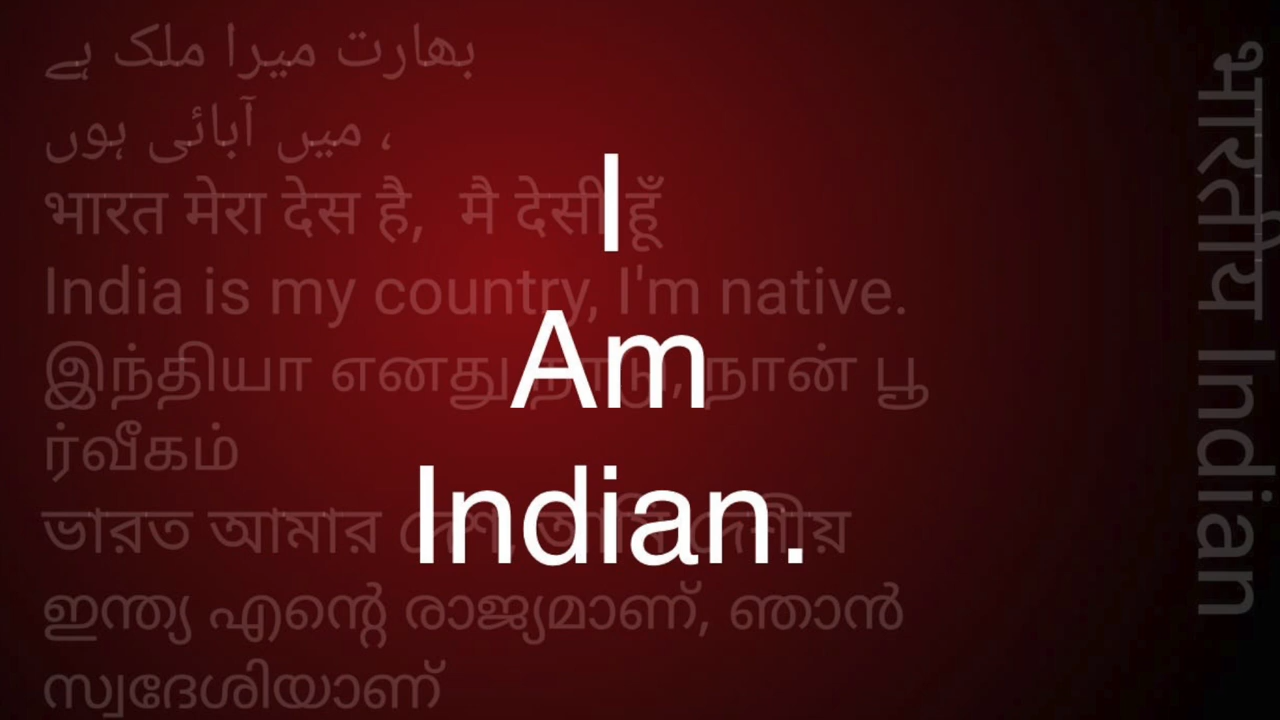 بھارت میرا ملک ہے
، میں آبائی ہوں
भारत मेरा देस है, मै देसी हूँ
India is my country, I'm native.
இந்தியா எனது நாடு, நான் பூ
ர்வீகம்
ভারত আমার দেশ, আমি দেশীয়
ഇന്ത്യ എന്റെ രാജ്യമാണ്, ഞാൻ
സ്വദേശിയാണ്
I
Am
Indian.
भारतीय Indian